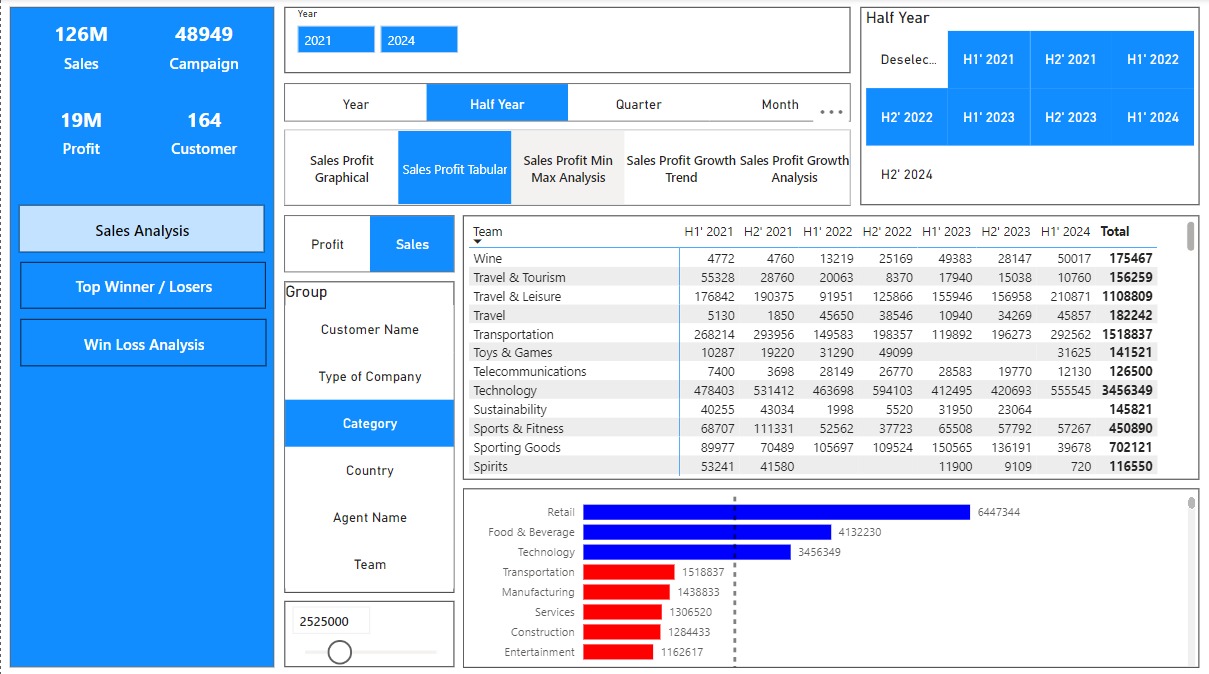 126M
Sales
48949
Campaign
19M
Profit
164
Customer
Sales Analysis
Top Winner / Losers
Win Loss Analysis
Year
2021
2024
Year
Half Year
Quarter
Month
Sales Profit
Graphical
Sales Profit Tabular
Sales Profit Min
Max Analysis
Sales Profit Growth
Trend
Sales Profit Growth
Analysis
Half Year
Deselec...
H1' 2021
H2' 2021
H1' 2022
H2' 2022
H1' 2023
H2' 2023
H1' 2024
H2' 2024
Profit
Sales
Group
Customer Name
Type of Company
Category
Country
Agent Name
Team
2525000
Team H1' 2021 H2' 2021 H1' 2022 H2' 2022 H1' 2023 H2' 2023 H1' 2024 Total
Wine 4772 4760 13219 25169 49383 28147 50017 175467
Travel & Tourism 55328 28760 20063 8370 17940 15038 10760 156259
Travel & Leisure 176842 190375 91951 125866 155946 156958 210871 1108809
Travel 5130 1850 45650 38546 10940 34269 45857 182242
Transportation 268214 293956 149583 198357 119892 196273 292562 1518837
Toys & Games 10287 19220 31290 49099 31625 141521
Telecommunications 7400 3698 28149 26770 28583 19770 12130 126500
Technology 478403 531412 463698 594103 412495 420693 555545 3456349
Sustainability 40255 43034 1998 5520 31950 23064 145821
Sports & Fitness 68707 111331 52562 37723 65508 57792 57267 450890
Sporting Goods 89977 70489 105697 109524 150565 136191 39678 702121
Spirits 53241 41580 11900 9109 720 116550
Retail 6447344
Food & Beverage 4132230
Technology 3456349
Transportation 1518837
Manufacturing 1438833
Services 1306520
Construction 1284433
Entertainment 1162617